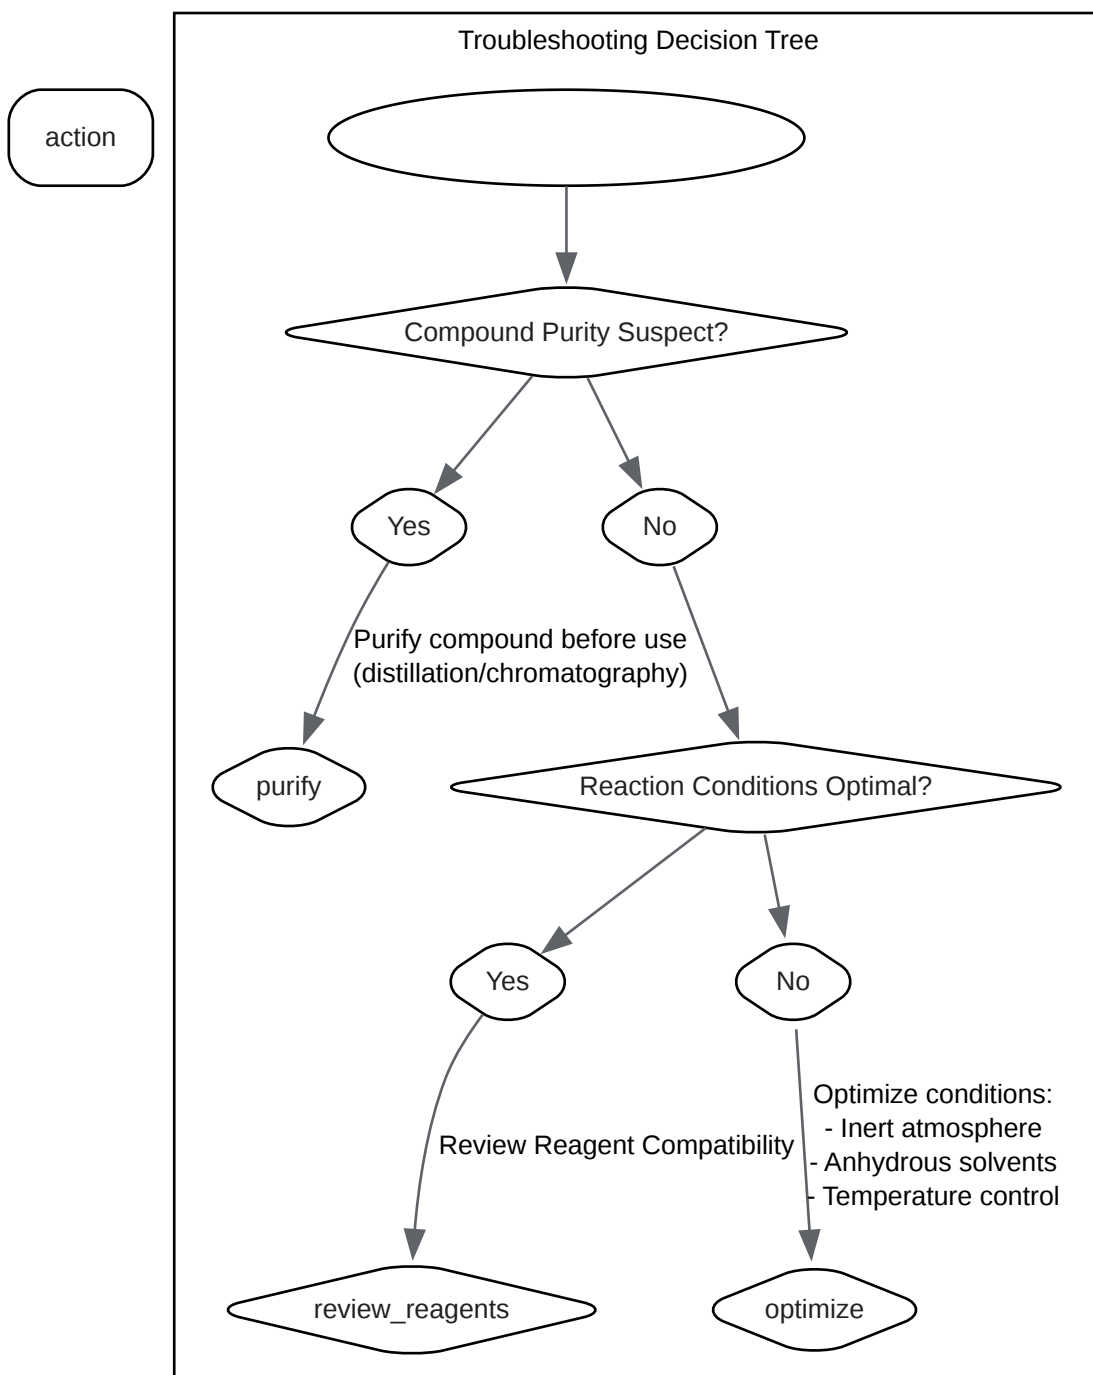 Troubleshooting Decision Tree
action
Compound Purity Suspect?
Yes
No
Purify compound before use
(distillation/chromatography)
purify
Reaction Conditions Optimal?
Yes
No
Optimize conditions:
- Inert atmosphere
Review Reagent Compatibility
- Anhydrous solvents
- Temperature control
review_reagents
optimize